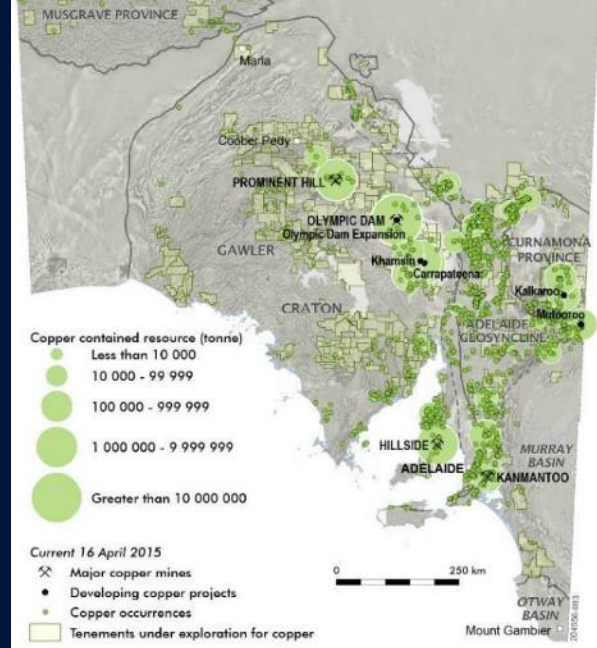 MUSGRAVE PROVINCE
Marla
Coober Pedy
PROMINENT HILL
OLYMPIC DAM
Olympic Dam Expansion
GAWLER
CURNAMONA
PROVINCE
Khamsin
Carrapateena
Kalkaroo
CRATON
Mutooroo
ADELAIDE
GEOSYNCLINE
Copper contained resource (tonne)
Less than 10 000
10 000 - 99 999
100 000 - 999 999
1 000 000 - 9 999 999
Greater than 10 000 000
HILLSIDE
MURRAY
BASIN
ADELAIDE
KANMANTOO
Current 16 April 2015
Major copper mines
Developing copper projects
Copper occurrences
Tenements under exploration for copper
0
250 km
OTWAY
BASIN
Mount Gambier